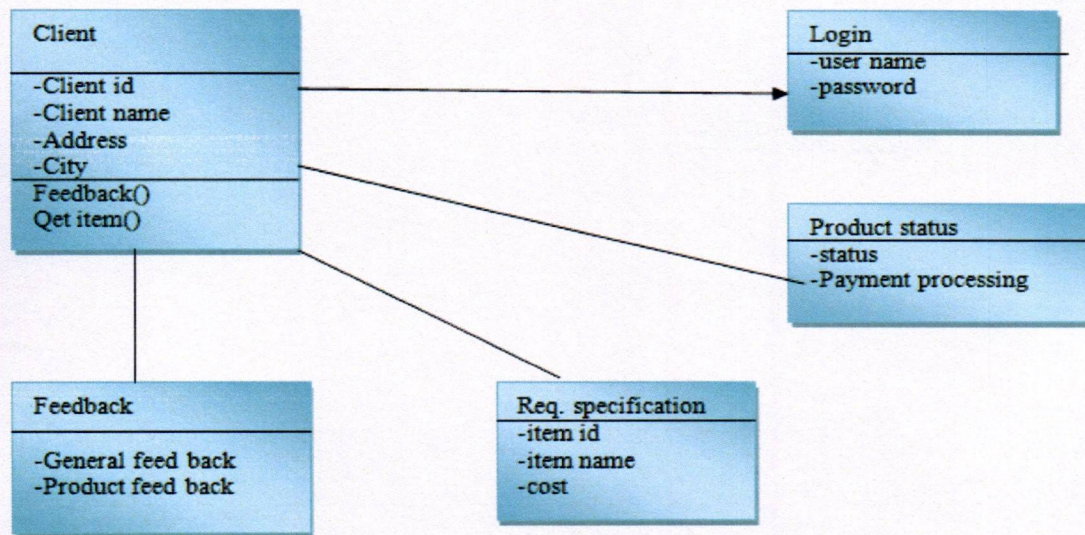 Client
-Client id
-Client name
-Address
-City
Feedback()
Qet item()
Login
-user name
-password
Product status
-status
-Payment processing
Feedback
-General feed back
-Product feed back
Req. specification
-item id
-item name
-cost